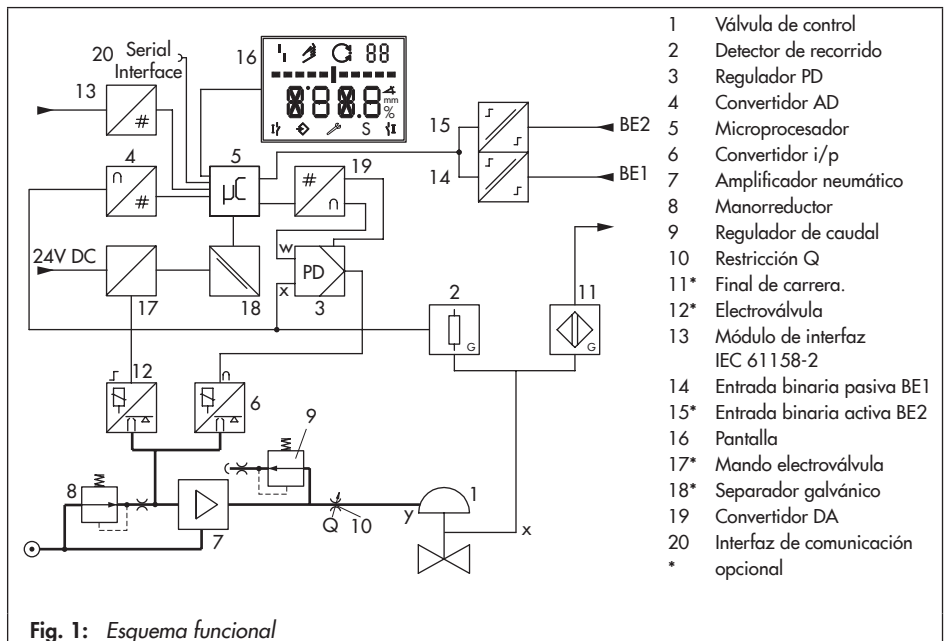 20 Serial
Interface
16
88
mm
%
S
13
#
4
∩
#
5
µC
#
∩
19
15
BE2
14
BE1
24V DC
17
18
w
PD
x
3
2
G
11
G
12
6
9
8
7
Q
10
y
1
x
1 Válvula de control
2 Detector de recorrido
3 Regulador PD
4 Convertidor AD
5 Microprocesador
6 Convertidor i/p
7 Amplificador neumático
8 Manorreductor
9 Regulador de caudal
10 Restricción Q
11* Final de carrera.
12* Electroválvula
13 Módulo de interfaz
IEC 61158-2
14 Entrada binaria pasiva BE1
15* Entrada binaria activa BE2
16 Pantalla
17* Mando electroválvula
18* Separador galvánico
19 Convertidor DA
20 Interfaz de comunicación
* opcional
Fig. 1: Esquema funcional